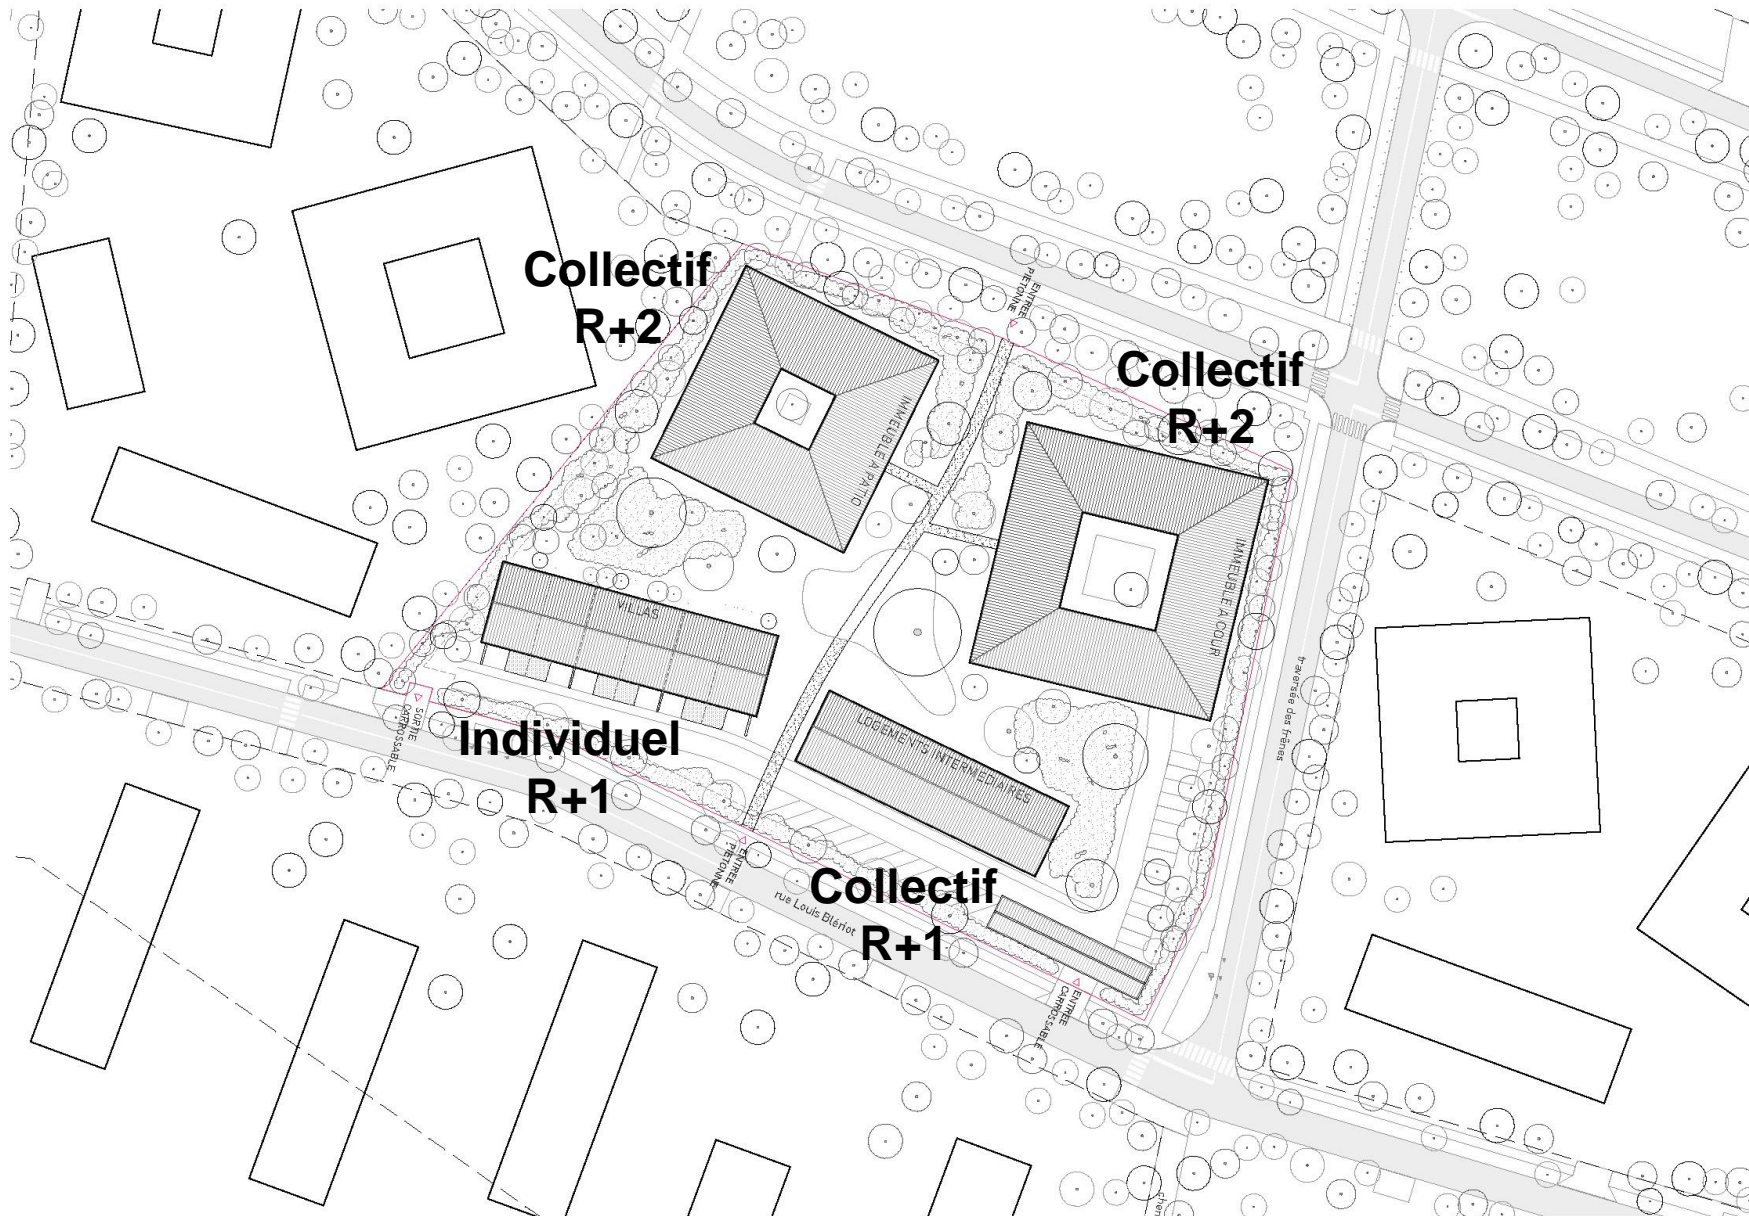 Collectif
R+2
ENTREE
PIETONNE
Collectif
R+2
IMMEUBLE A PATIO
IMMEUBLE A COUR
VILLAS
traversée des frênes
SORTIE
CARROSSABLE
Individuel
R+1
LOGEMENTS INTERMEDIAIRES
ENTREE
PIETONNE
rue Louis Blériot
Collectif
R+1
ENTREE
CARROSSABLE